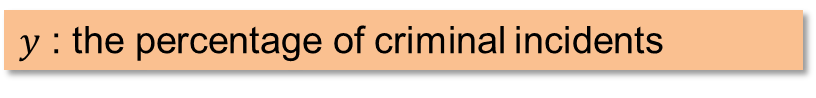 y : the percentage of criminal incidents